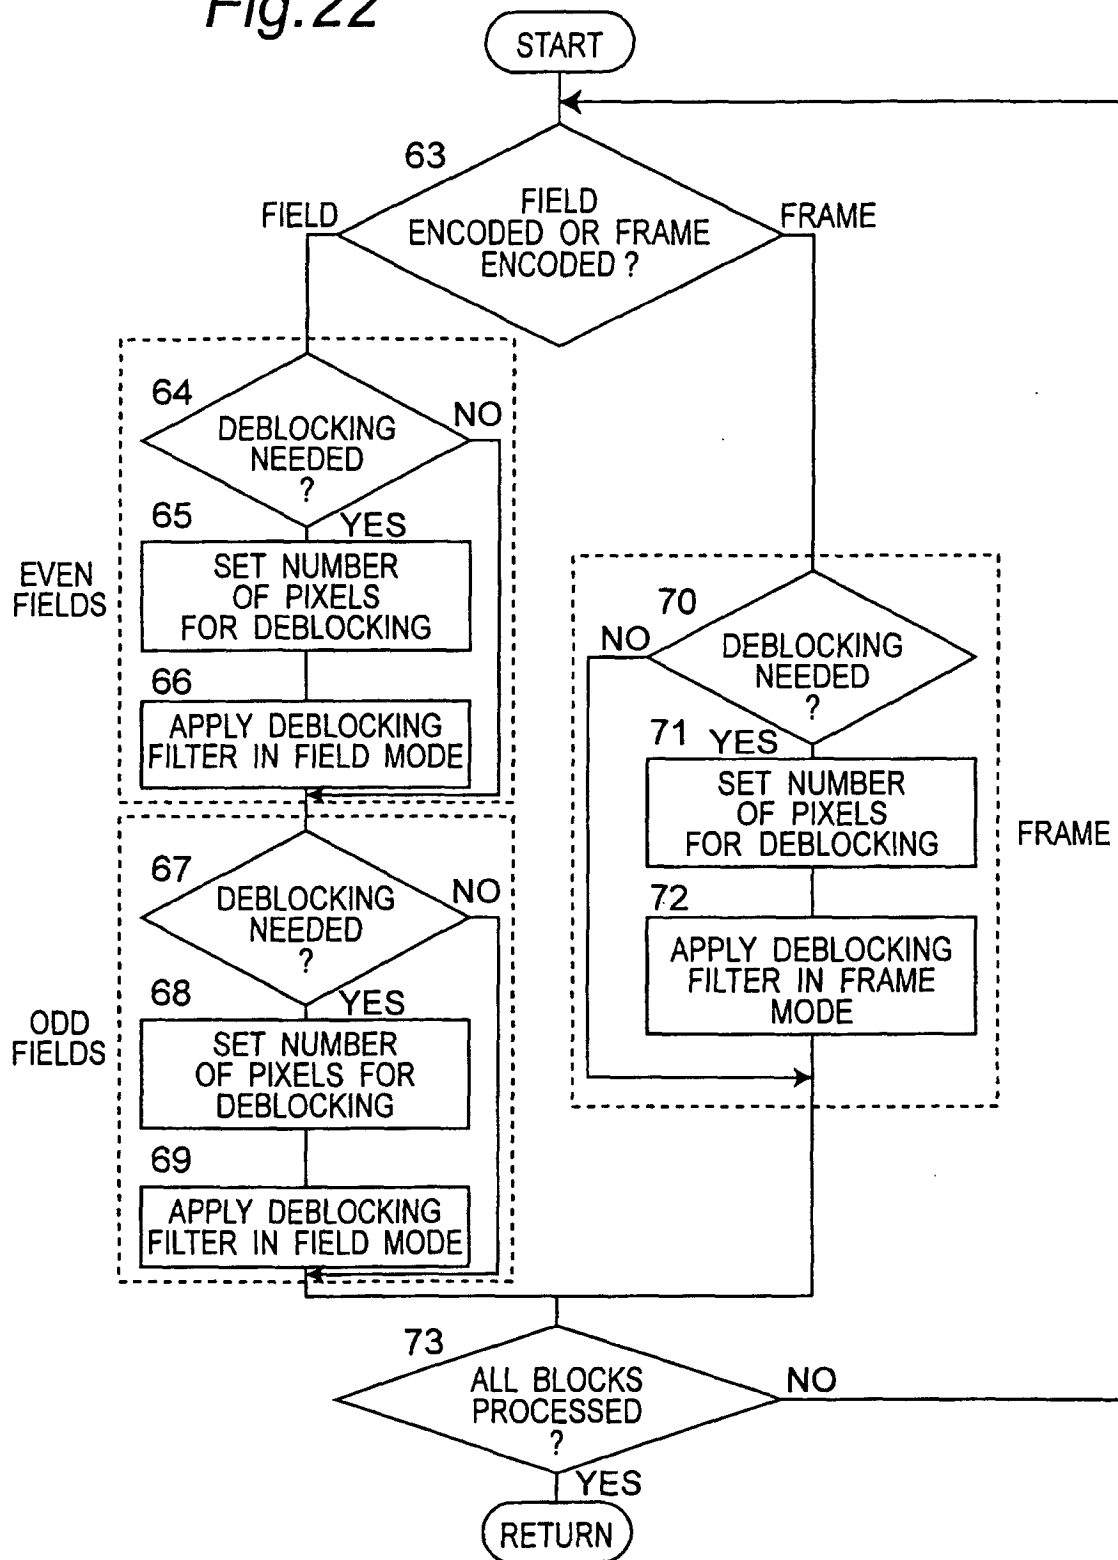 Fig.22
START
63
FIELD
FRAME
FIELD
ENCODED OR FRAME
ENCODED ?
64
NO
DEBLOCKING
NEEDED
?
65
YES
EVEN
FIELDS
SET NUMBER
OF PIXELS
FOR DEBLOCKING
66
APPLY DEBLOCKING
FILTER IN FIELD MODE
67
NO
DEBLOCKING
NEEDED
?
68
YES
ODD
FIELDS
SET NUMBER
OF PIXELS FOR
DEBLOCKING
69
APPLY DEBLOCKING
FILTER IN FIELD MODE
70
NO
DEBLOCKING
NEEDED
?
71
YES
SET NUMBER
OF PIXELS
FOR DEBLOCKING
FRAME
72
APPLY DEBLOCKING
FILTER IN FRAME
MODE
73
ALL BLOCKS
PROCESSED
?
NO
YES
RETURN